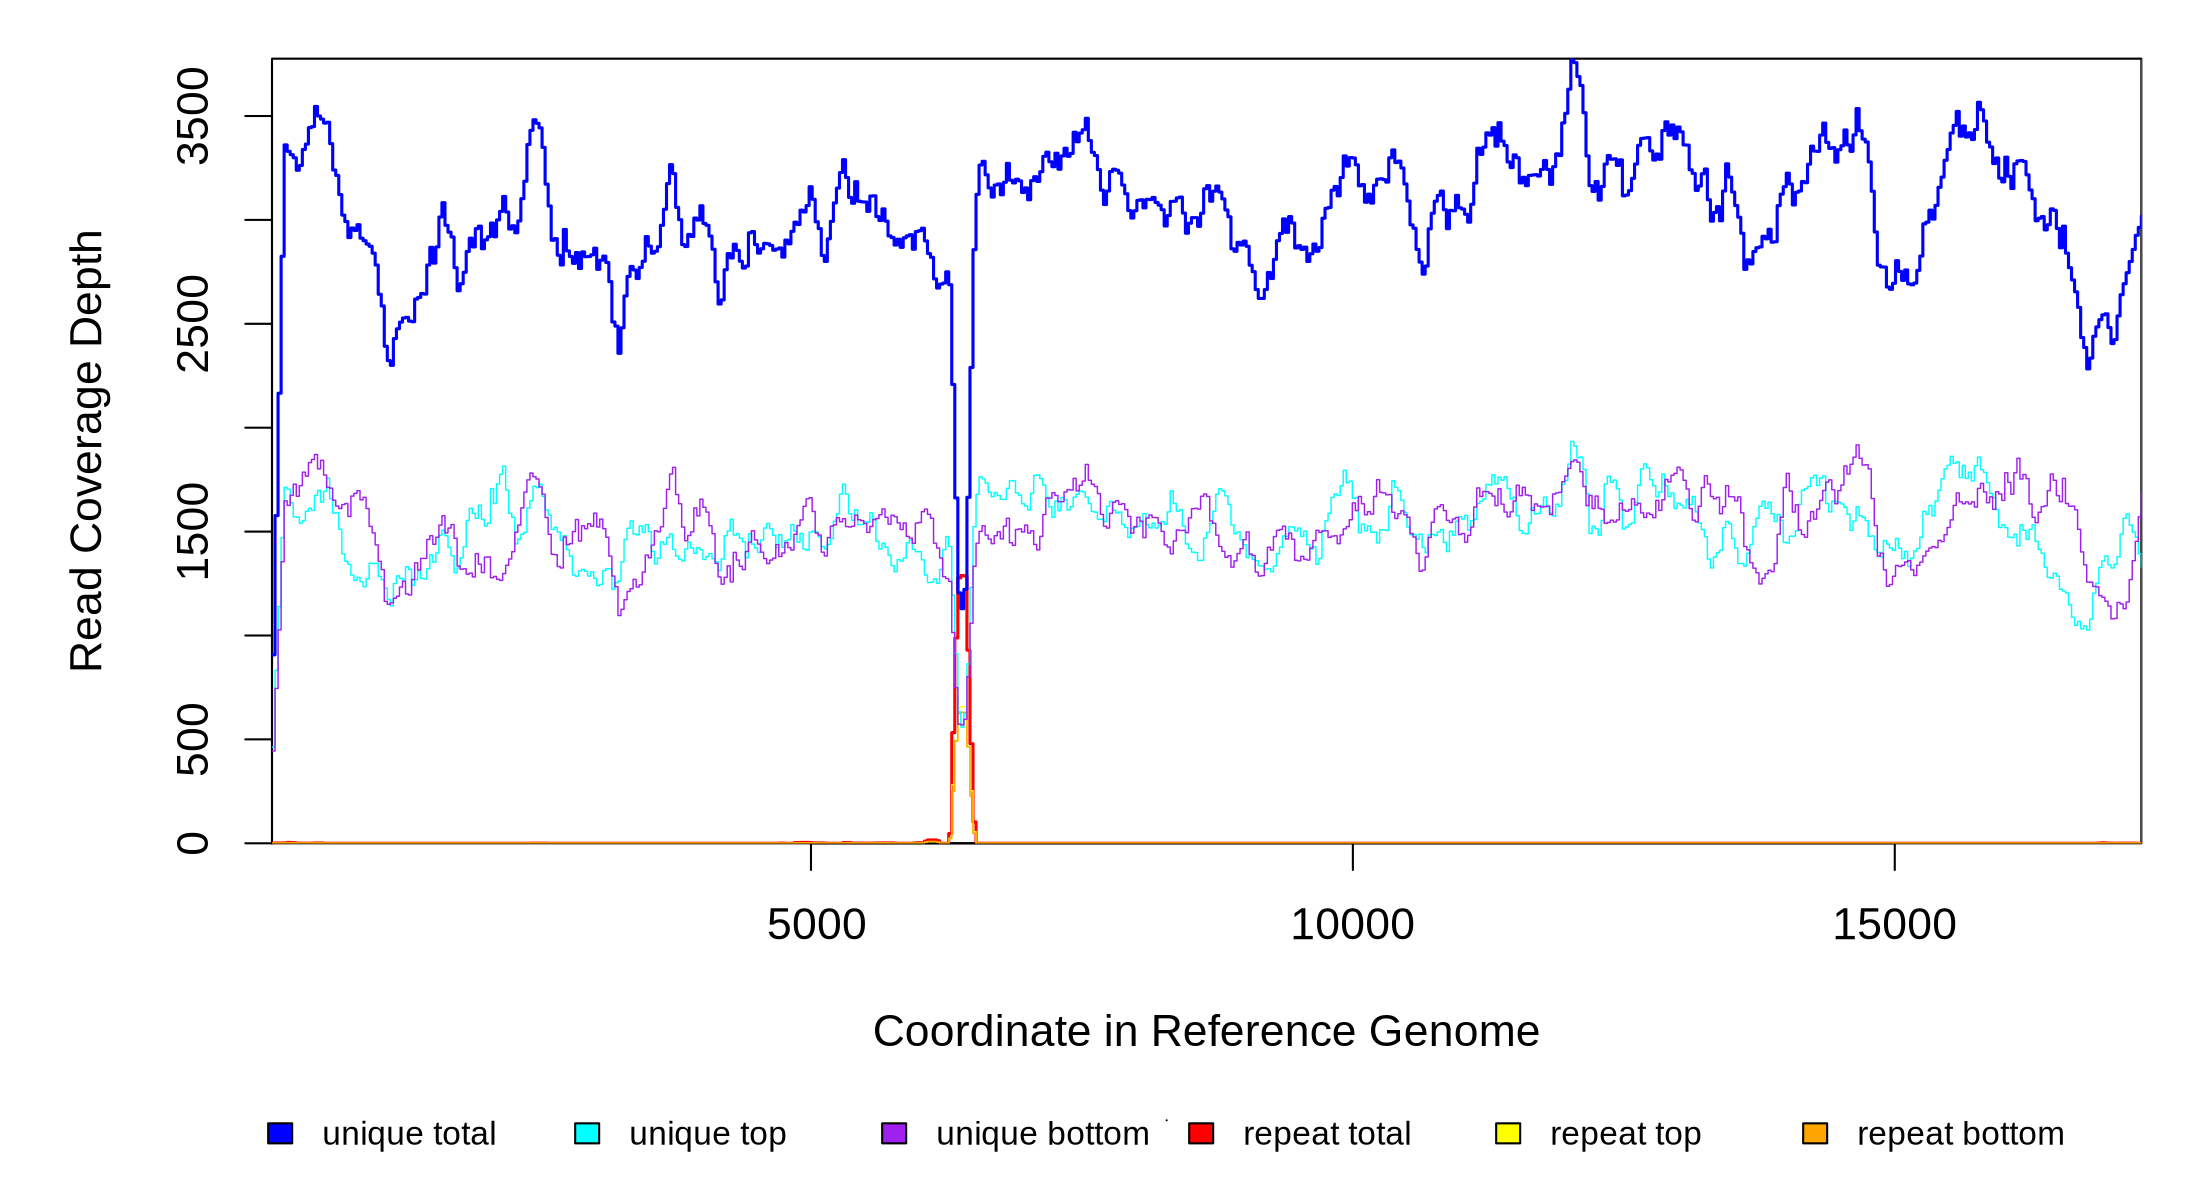 Read Coverage Depth
3500
2500
1500
500
0
5000 10000 15000
Coordinate in Reference Genome
unique total unique top unique bottom repeat total repeat top repeat bottom